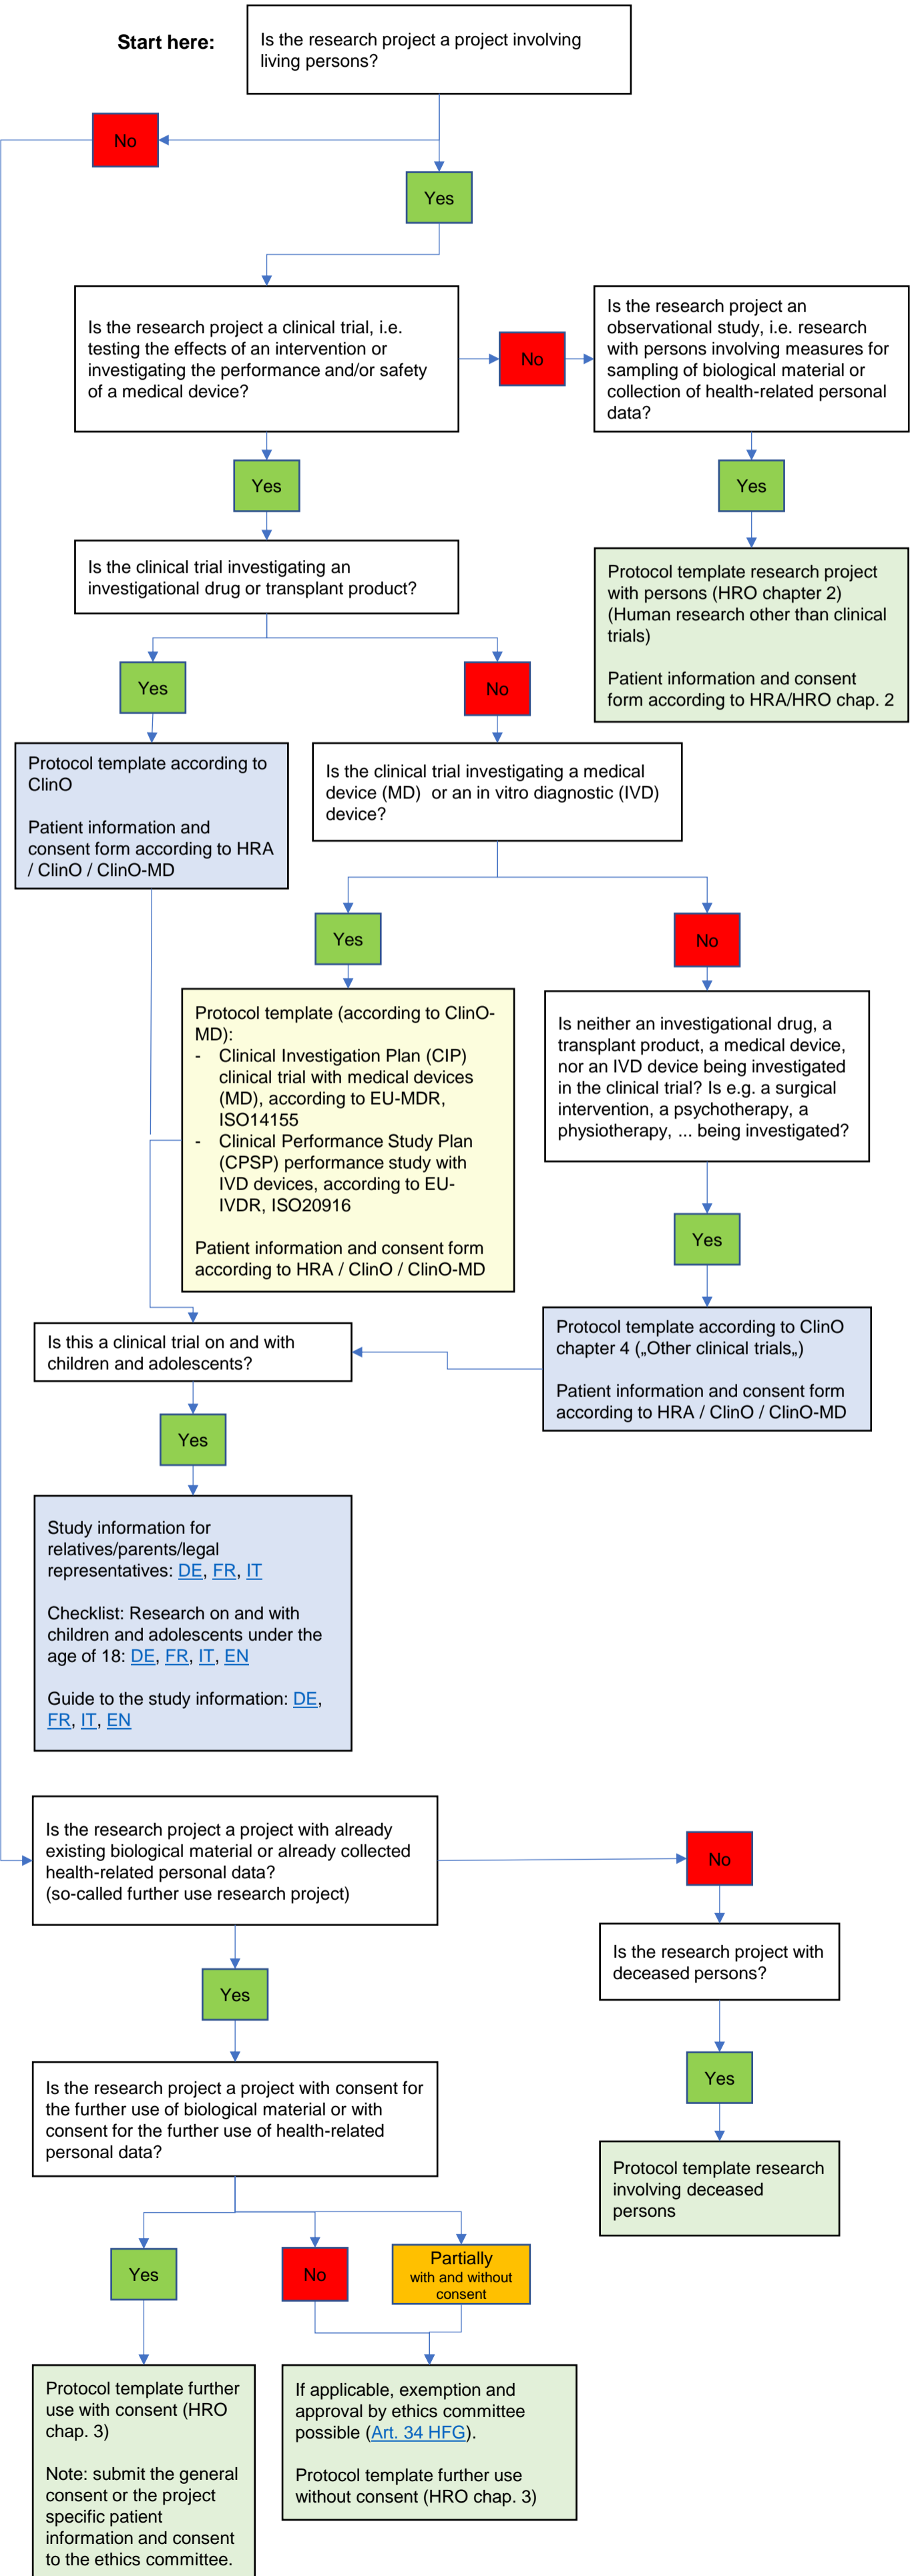 Start here:
Is the research project a project involving
living persons?
No
Yes
Is the research project a clinical trial, i.e.
testing the effects of an intervention or
investigating the performance and/or safety
of a medical device?
No
Is the research project an
observational study, i.e. research
with persons involving measures for
sampling of biological material or
collection of health-related personal
data?
Yes
Yes
Is the clinical trial investigating an
investigational drug or transplant product?
Protocol template research project
with persons (HRO chapter 2)
(Human research other than clinical
trials)
Patient information and consent
form according to HRA/HRO chap. 2
Yes
No
Protocol template according to
ClinO
Patient information and
consent form according to HRA
/ ClinO / ClinO-MD
Is the clinical trial investigating a medical
device (MD) or an in vitro diagnostic (IVD)
device?
Yes
No
Protocol template (according to ClinO-
MD):
- Clinical Investigation Plan (CIP)
clinical trial with medical devices
(MD), according to EU-MDR,
ISO14155
- Clinical Performance Study Plan
(CPSP) performance study with
IVD devices, according to EU-
IVDR, ISO20916
Patient information and consent form
according to HRA / ClinO / ClinO-MD
Is neither an investigational drug, a
transplant product, a medical device,
nor an IVD device being investigated
in the clinical trial? Is e.g. a surgical
intervention, a psychotherapy, a
physiotherapy, ... being investigated?
Yes
Is this a clinical trial on and with
children and adolescents?
Protocol template according to ClinO
chapter 4 („Other clinical trials„)
Patient information and consent form
according to HRA / ClinO / ClinO-MD
Yes
Study information for
relatives/parents/legal
representatives: DE, FR, IT
Checklist: Research on and with
children and adolescents under the
age of 18: DE, FR, IT, EN
Guide to the study information: DE,
FR, IT, EN
Is the research project a project with already
existing biological material or already collected
health-related personal data?
(so-called further use research project)
No
Is the research project with
deceased persons?
Yes
Yes
Is the research project a project with consent for
the further use of biological material or with
consent for the further use of health-related
personal data?
Protocol template research
involving deceased
persons
Yes
No
Partially
with and without
consent
Protocol template further
use with consent (HRO
chap. 3)
Note: submit the general
consent or the project
specific patient
information and consent
to the ethics committee.
If applicable, exemption and
approval by ethics committee
possible (Art. 34 HFG).
Protocol template further use
without consent (HRO chap. 3)